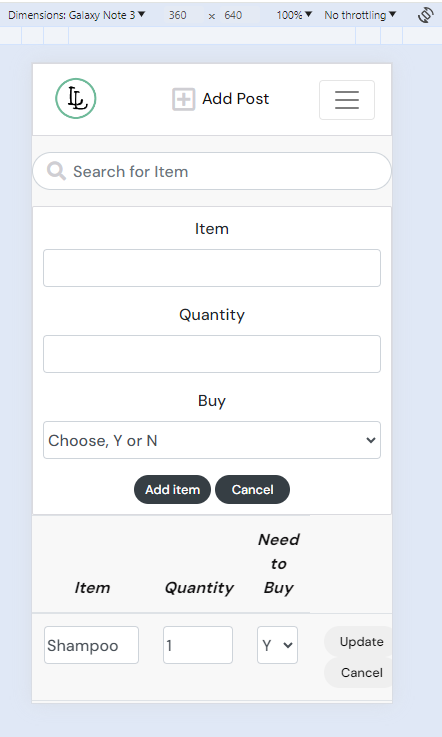 Dimensions: Galaxy Note 3 ▼ 360 x 640 100% ▼ No throttling ▼
LL Add Post
Search for Item
Item
Quantity
Buy
Choose, Y or N
Add item Cancel
Need
to
Item Quantity Buy
Shampoo 1 Y Update
Cancel